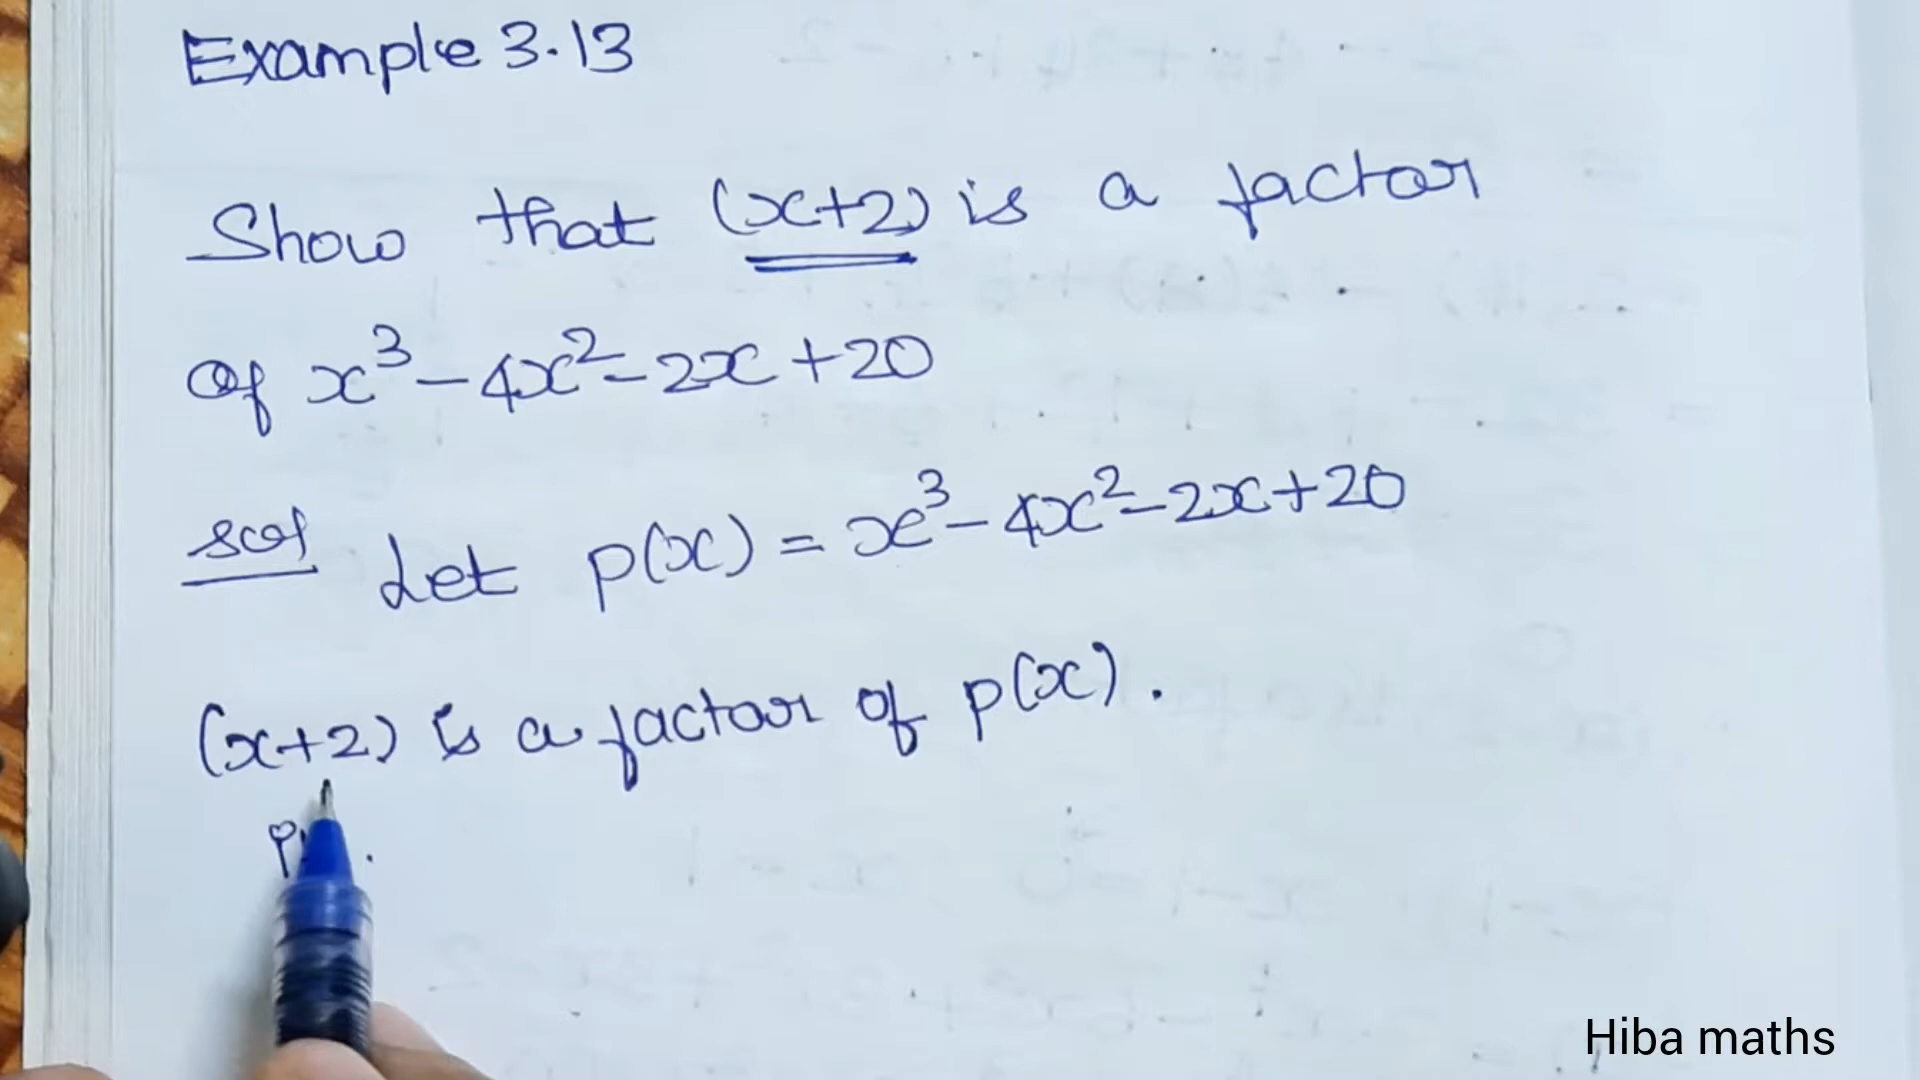 Example 3.13
Show that (x+2) is a factor
of x³-4x²-2x+20
Let p(x) = x³-4x²-2x+20
(x+2) is a factor of p(x).
Hiba maths